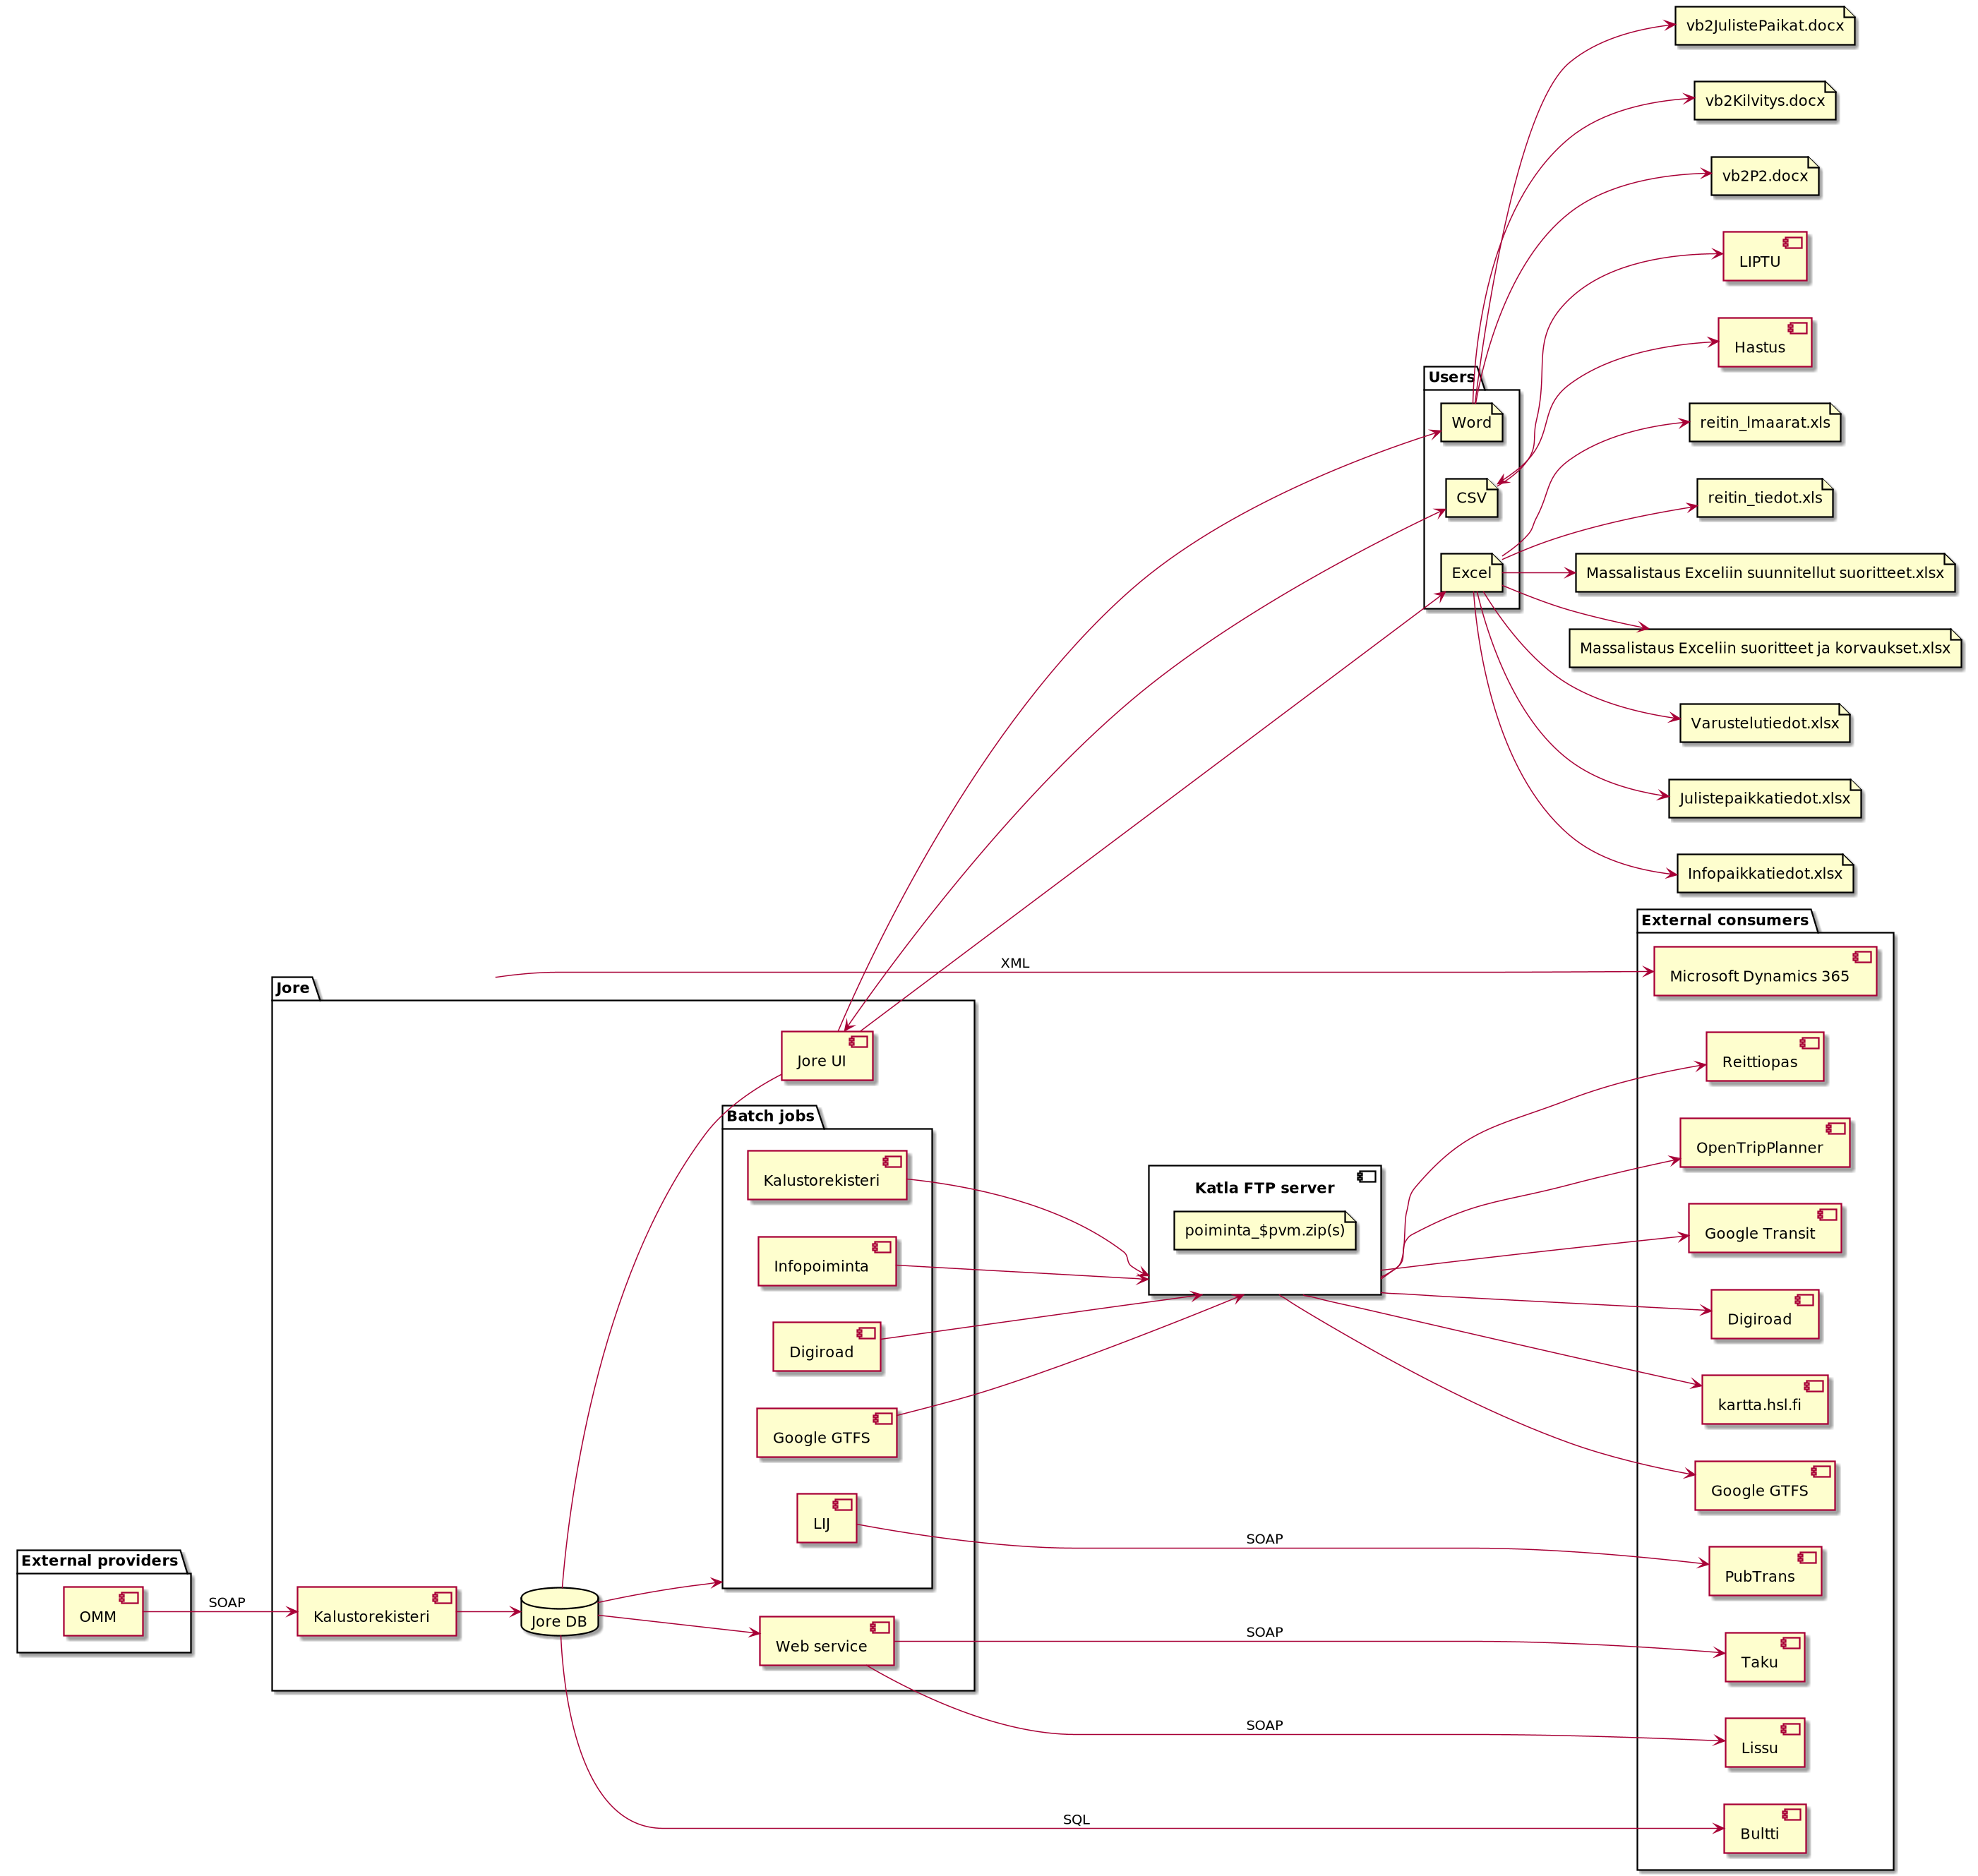 vb2JulistePaikat.docx
vb2Kilvitys.docx
vb2P2.docx
LIPTU
Hastus
Users
Word
CSV
Excel
reitin_lmaarat.xls
reitin_tiedot.xls
Massalistaus Exceliin suunnitellut suoritteet.xlsx
Massalistaus Exceliin suoritteet ja korvaukset.xlsx
Varustelutiedot.xlsx
Julistepaikkatiedot.xlsx
Infopaikkatiedot.xlsx
External consumers
XML
Microsoft Dynamics 365
Jore
Jore UI
Reittiopas
Batch jobs
OpenTripPlanner
Kalustorekisteri
Katla FTP server
poiminta_$pvm.zip(s)
Google Transit
Infopoiminta
Digiroad
Digiroad
kartta.hsl.fi
Google GTFS
Google GTFS
LIJ
SOAP
PubTrans
External providers
OMM
SOAP
Kalustorekisteri
Jore DB
Web service
SOAP
Taku
SOAP
Lissu
SQL
Bultti